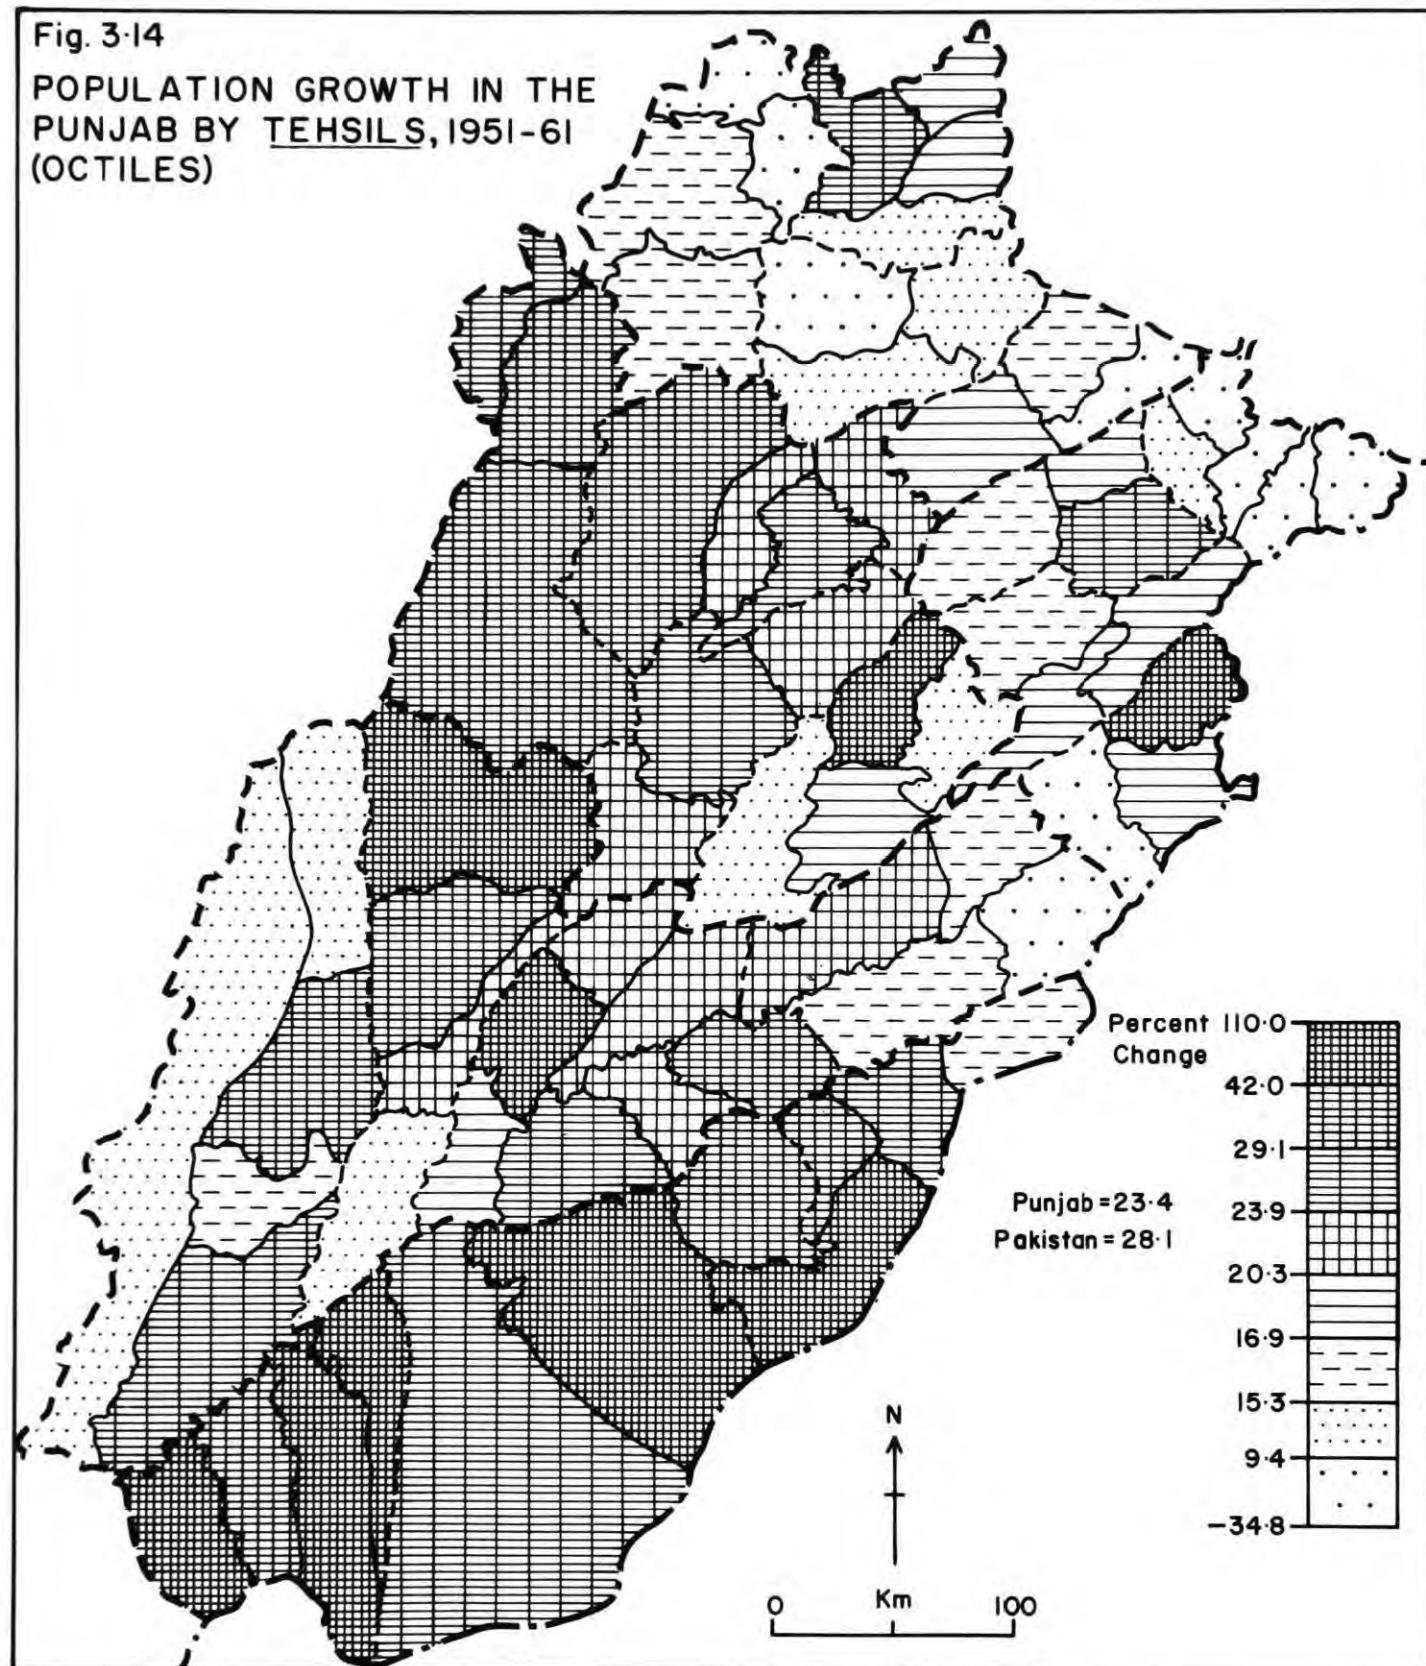 Fig. 3·14
POPULATION GROWTH IN THE
PUNJAB BY TEHSILS, 1951-61
(OCTILES)
Percent 110·0
Change
42·0
29·1
Punjab = 23·4
23·9
Pakistan = 28·1
20·3
16·9
15·3
9·4
-34·8
N
Km
0 100